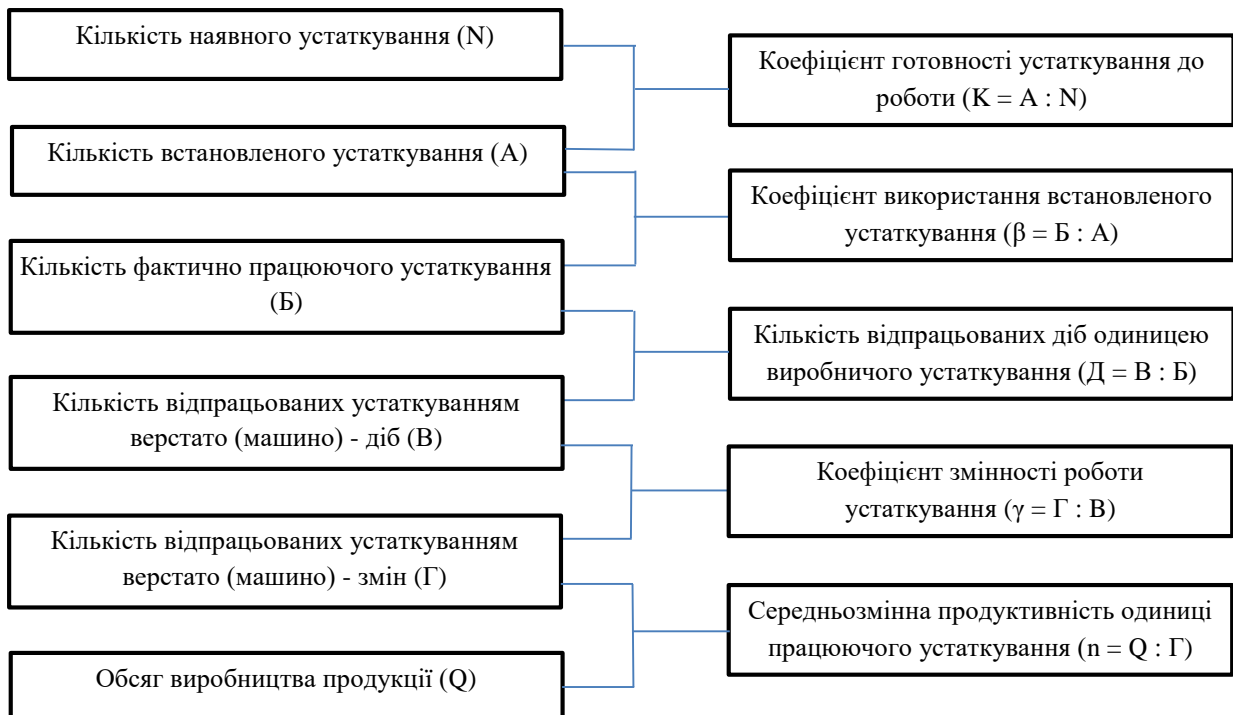 Кількість наявного устаткування (N)
Коефіцієнт готовності устаткування до
роботи (K = А : N)
Кількість встановленого устаткування (А)
Коефіцієнт використання встановленого
устаткування (β = Б : А)
Кількість фактично працюючого устаткування
(Б)
Кількість відпрацьованих діб одиницею
виробничого устаткування (Д = В : Б)
Кількість відпрацьованих устаткуванням
верстато (машино) - діб (В)
Коефіцієнт змінності роботи
устаткування (γ = Г : В)
Кількість відпрацьованих устаткуванням
верстато (машино) - змін (Г)
Середньозмінна продуктивність одиниці
працюючого устаткування (n = Q : Г)
Обсяг виробництва продукції (Q)